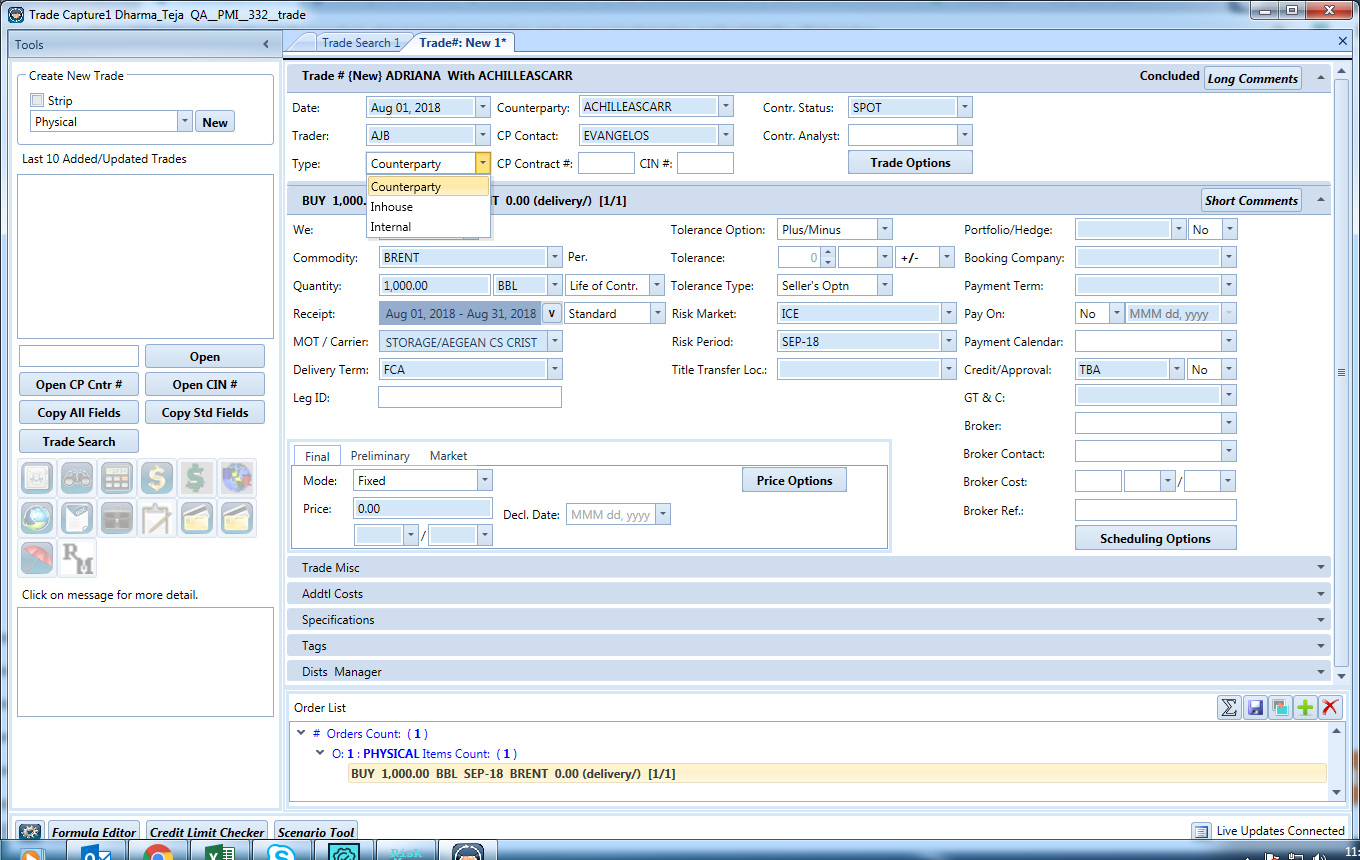 Trade Capture1 Dharma_Teja QA__PMI__332__trade
Tools
Create New Trade
Strip
Physical
New
Last 10 Added/Updated Trades
Open
Open CP Cntr #
Open CIN #
Copy All Fields
Copy Std Fields
Trade Search
RM
Click on message for more detail.
Trade Search 1
Trade#: New 1*
Trade # {New} ADRIANA With ACHILLEASCARR
Concluded
Long Comments
Date:
Aug 01, 2018
Counterparty:
ACHILLEASCARR
Contr. Status:
SPOT
Trader:
AJB
CP Contact:
EVANGELOS
Contr. Analyst:
Type:
Counterparty
CP Contract #:
CIN #:
Trade Options
Counterparty
Inhouse
Internal
BUY 1,000. T 0.00 (delivery/) [1/1]
Short Comments
We:
Tolerance Option:
Plus/Minus
Portfolio/Hedge:
No
Commodity:
BRENT
Per.
Tolerance:
0
+/-
Booking Company:
Quantity:
1,000.00
BBL
Life of Contr.
Tolerance Type:
Seller's Optn
Payment Term:
Receipt:
Aug 01, 2018 - Aug 31, 2018
v
Standard
Risk Market:
ICE
Pay On:
No
MMM dd, yyyy
MOT / Carrier:
STORAGE/AEGEAN CS CRIST
Risk Period:
SEP-18
Payment Calendar:
Delivery Term:
FCA
Title Transfer Loc.:
Credit/Approval:
TBA
No
Leg ID:
GT & C:
Broker:
Broker Contact:
Broker Cost:
/
Broker Ref.:
Scheduling Options
Final
Preliminary
Market
Mode:
Fixed
Price Options
Price:
0.00
Decl. Date:
MMM dd, yyyy
/
Trade Misc
Addtl Costs
Specifications
Tags
Dists Manager
Order List
# Orders Count: ( 1 )
O: 1 : PHYSICAL Items Count: ( 1 )
BUY 1,000.00 BBL SEP-18 BRENT 0.00 (delivery/) [1/1]
Formula Editor
Credit Limit Checker
Scenario Tool
Live Updates Connected
Risk